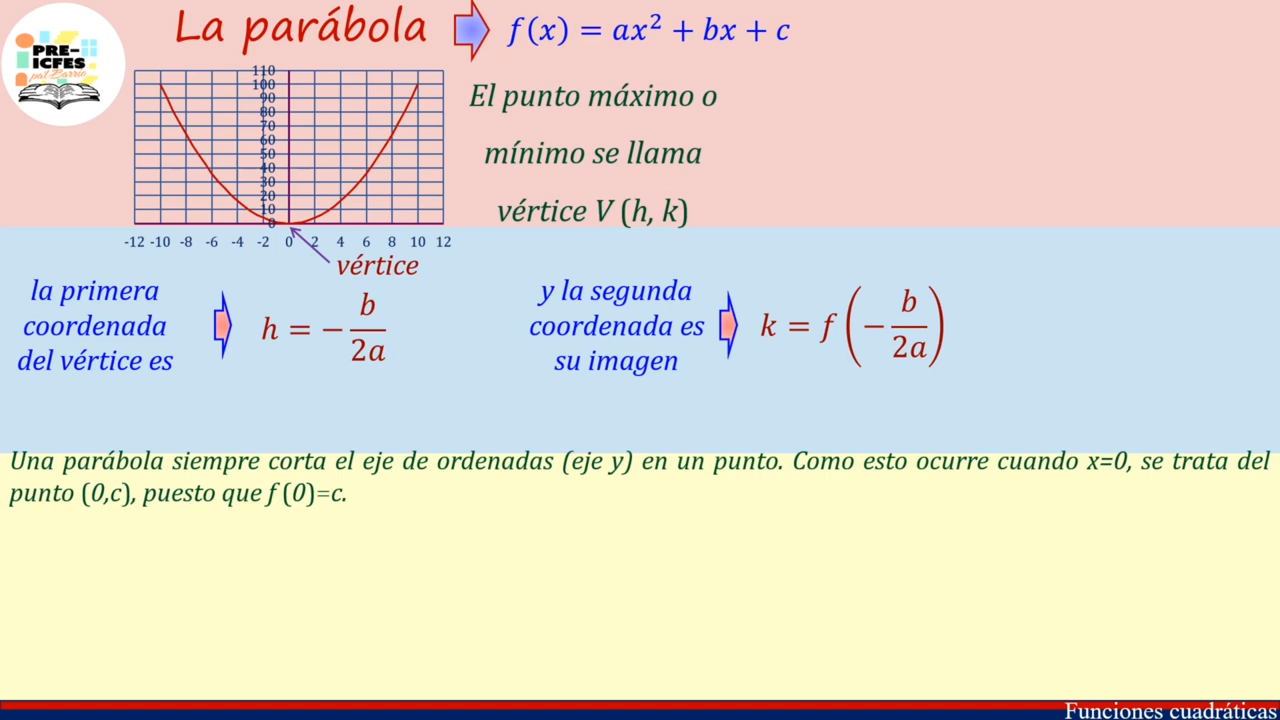 La parábola
f(x) = ax² + bx + c
PRE-
ICFES
110
100
90
80
70
60
50
40
30
20
10
0
-12 -10 -8 -6 -4 -2 0 2 4 6 8 10 12
vértice
El punto máximo o
mínimo se llama
vértice V (h, k)
la primera
coordenada
del vértice es
h = − b/2a
y la segunda
coordenada es
su imagen
k = f(− b/2a)
Una parábola siempre corta el eje de ordenadas (eje y) en un punto. Como esto ocurre cuando x=0, se trata del
punto (0,c), puesto que f (0)=c.
Funciones cuadráticas